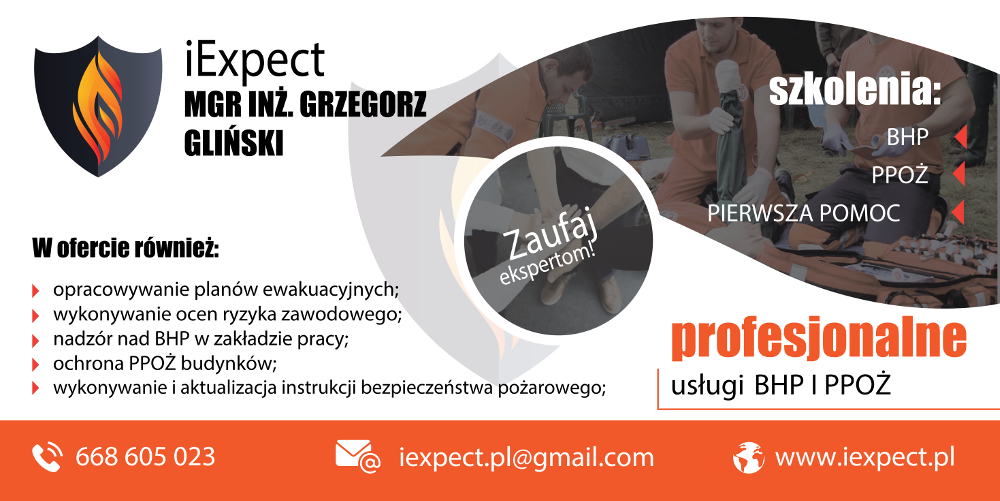 iExpect
MGR INŻ. GRZEGORZ
GLIŃSKI
szkolenia:
BHP
PPOŻ
PIERWSZA POMOC
Zaufaj
ekspertom!
W ofercie również:
opracowywanie planów ewakuacyjnych;
wykonywanie ocen ryzyka zawodowego;
nadzór nad BHP w zakładzie pracy;
ochrona PPOŻ budynków;
wykonywanie i aktualizacja instrukcji bezpieczeństwa pożarowego;
profesjonalne
usługi BHP I PPOŻ
668 605 023
iexpect.pl@gmail.com
www.iexpect.pl